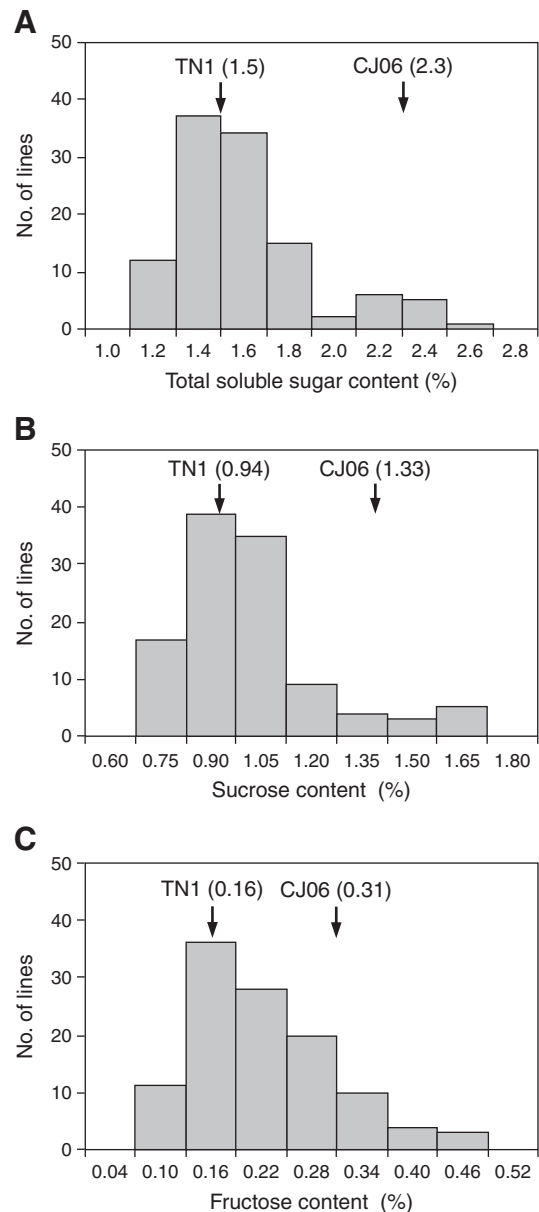 A
50
TN1 (1.5) CJ06 (2.3)
40
30
20
10
0
No. of lines
1.0 1.2 1.4 1.6 1.8 2.0 2.2 2.4 2.6 2.8
Total soluble sugar content (%)
B
50
TN1 (0.94) CJ06 (1.33)
40
30
20
10
0
No. of lines
0.60 0.75 0.90 1.05 1.20 1.35 1.50 1.65 1.80
Sucrose content (%)
C
50
TN1 (0.16) CJ06 (0.31)
40
30
20
10
0
No. of lines
0.04 0.10 0.16 0.22 0.28 0.34 0.40 0.46 0.52
Fructose content (%)